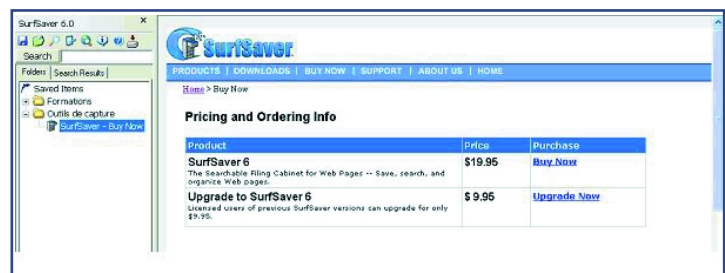 SurfSaver 6.0
Search
Folders Search Results
Saved Items
Formations
Outils de capture
SurfSaver - Buy Now
SurfSaver
PRODUCTS | DOWNLOADS | BUY NOW | SUPPORT | ABOUT US | HOME
Home > Buy Now
Pricing and Ordering Info
Product Price Purchase
SurfSaver 6 $19.95 Buy Now
The Searchable Filing Cabinet for Web Pages -- Save, search, and
organize Web pages.
Upgrade to SurfSaver 6 $ 9.95 Upgrade Now
Licensed users of previous SurfSaver versions can upgrade for only
$9.95.